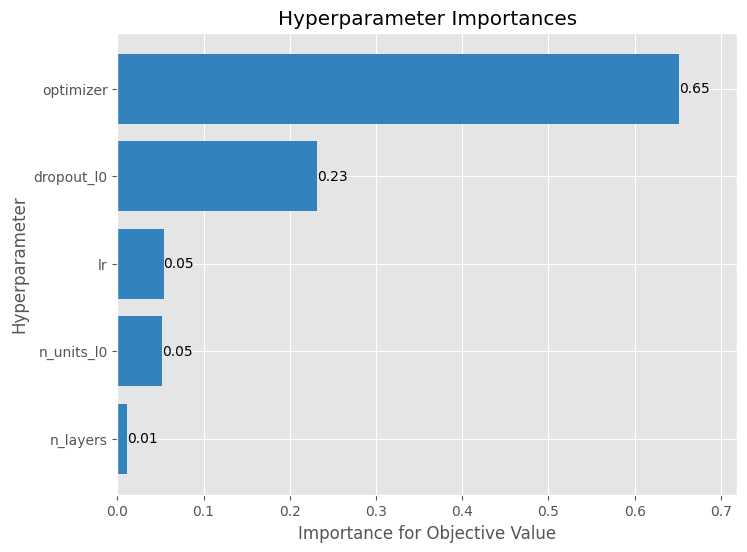 Hyperparameter Importances
Hyperparameter
optimizer
0.65
dropout_l0
0.23
lr
0.05
n_units_l0
0.05
n_layers
0.01
0.0 0.1 0.2 0.3 0.4 0.5 0.6 0.7
Importance for Objective Value